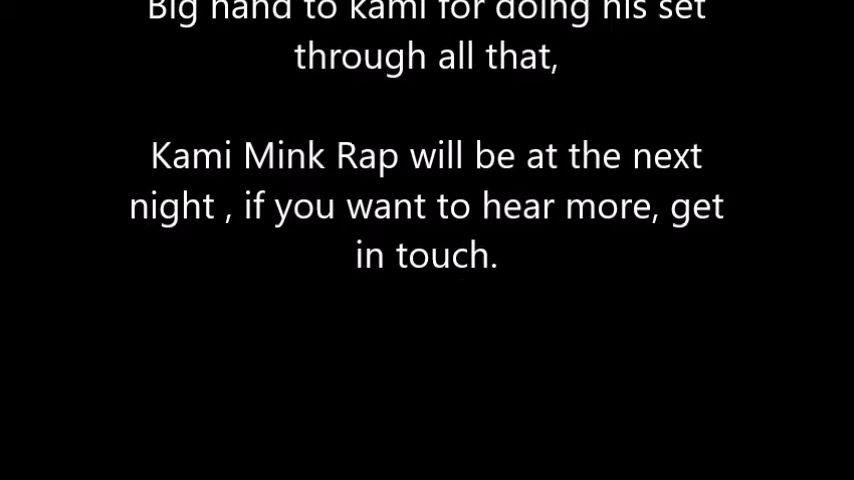 Big hand to kami for doing his set
through all that,
Kami Mink Rap will be at the next
night , if you want to hear more, get
in touch.